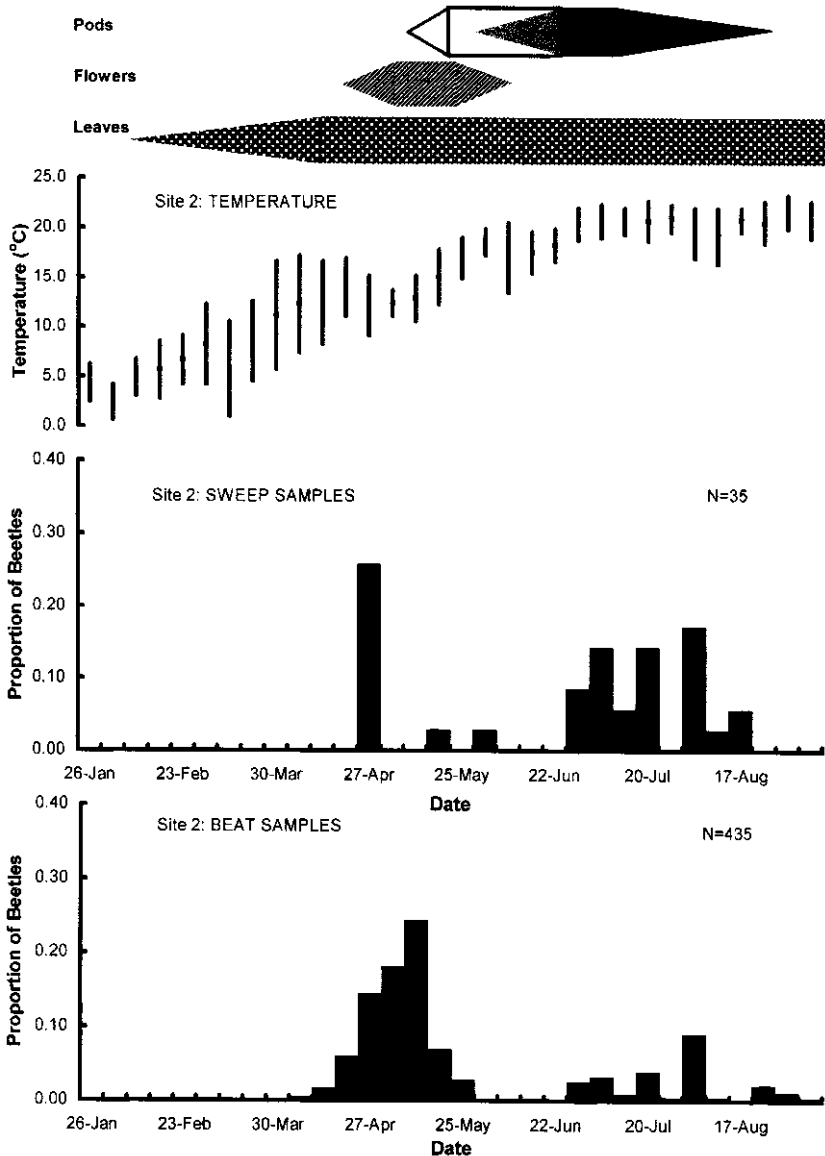 Pods
Flowers
Leaves
25.0
20.0
15.0
10.0
5.0
0.0
Temperature (°C)
Site 2: TEMPERATURE
0.40
0.30
0.20
0.10
0.00
Proportion of Beetles
Site 2: SWEEP SAMPLES
N=35
26-Jan 23-Feb 30-Mar 27-Apr 25-May 22-Jun 20-Jul 17-Aug
Date
0.40
0.30
0.20
0.10
0.00
Proportion of Beetles
Site 2: BEAT SAMPLES
N=435
26-Jan 23-Feb 30-Mar 27-Apr 25-May 22-Jun 20-Jul 17-Aug
Date